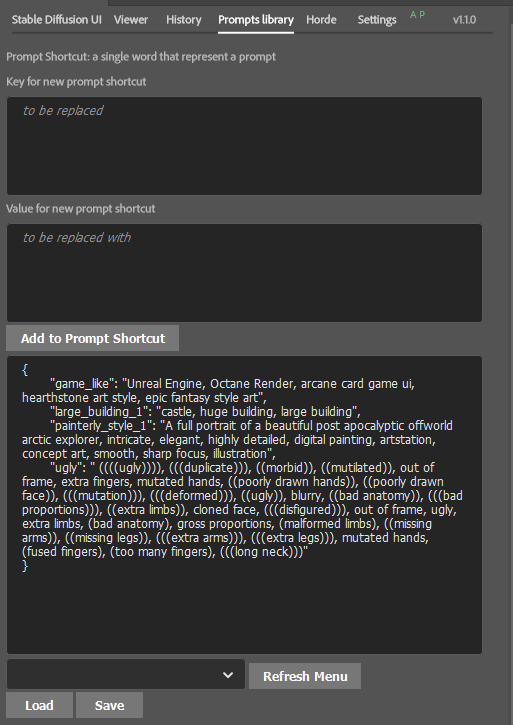 Stable Diffusion UI Viewer History Prompts library Horde Settings A P v1.1.0
Prompt Shortcut: a single word that represent a prompt
Key for new prompt shortcut
to be replaced
Value for new prompt shortcut
to be replaced with
Add to Prompt Shortcut
{
"game_like": "Unreal Engine, Octane Render, arcane card game ui,
hearthstone art style, epic fantasy style art",
"large_building_1": "castle, huge building, large building",
"painterly_style_1": "A full portrait of a beautiful post apocalyptic offworld
arctic explorer, intricate, elegant, highly detailed, digital painting, artstation,
concept art, smooth, sharp focus, illustration",
"ugly": " ((((ugly)))), (((duplicate))), ((morbid)), ((mutilated)), out of
frame, extra fingers, mutated hands, ((poorly drawn hands)), ((poorly drawn
face)), (((mutation))), (((deformed))), ((ugly)), blurry, ((bad anatomy)), (((bad
proportions))), ((extra limbs)), cloned face, (((disfigured))), out of frame, ugly,
extra limbs, (bad anatomy), gross proportions, (malformed limbs), ((missing
arms)), ((missing legs)), (((extra arms))), (((extra legs))), mutated hands,
(fused fingers), (too many fingers), (((long neck)))"
}
Refresh Menu
Load Save